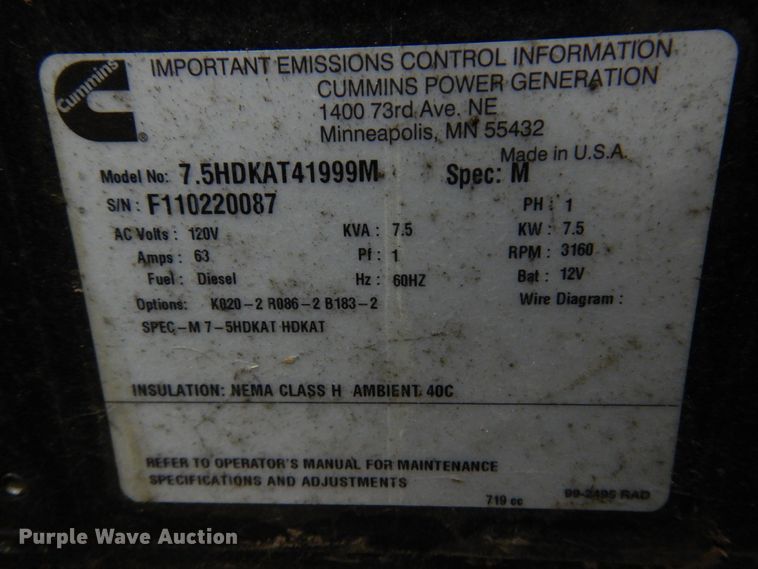 Cummins
IMPORTANT EMISSIONS CONTROL INFORMATION
CUMMINS POWER GENERATION
1400 73rd Ave. NE
Minneapolis, MN 55432
Made in U.S.A.
Model No: 7.5HDKAT41999M Spec: M
S/N: F110220087 PH: 1
AC Volts: 120V KVA: 7.5 KW: 7.5
Amps: 63 Pf: 1 RPM: 3160
Fuel: Diesel Hz: 60HZ Bat: 12V
Options: K020-2 R086-2 B183-2 Wire Diagram:
SPEC-M 7-5HDKAT HDKAT
INSULATION: NEMA CLASS H AMBIENT 40C
REFER TO OPERATOR'S MANUAL FOR MAINTENANCE
SPECIFICATIONS AND ADJUSTMENTS
719 cc 99-2495 RAD
Purple Wave Auction